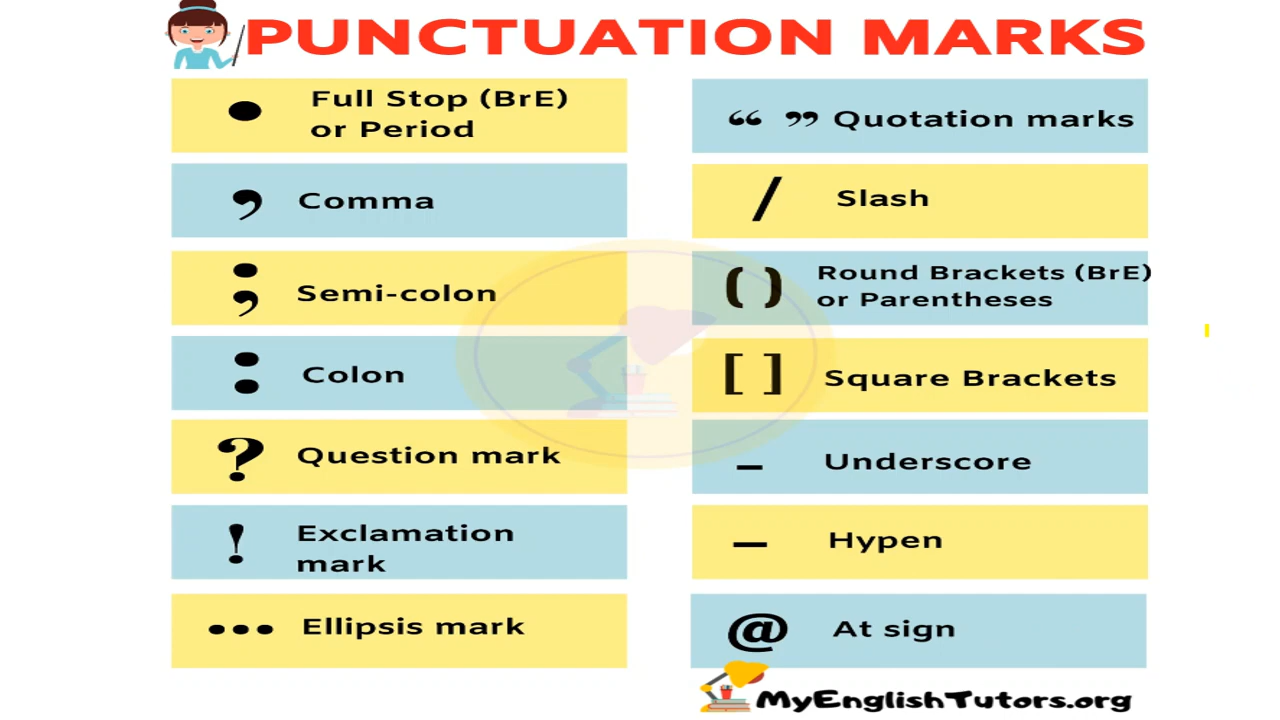 PUNCTUATION MARKS
. Full Stop (BrE)
or Period
, Comma
; Semi-colon
: Colon
? Question mark
! Exclamation
mark
... Ellipsis mark
“ ” Quotation marks
/ Slash
( ) Round Brackets (BrE)
or Parentheses
[ ] Square Brackets
_ Underscore
– Hypen
@ At sign
MyEnglishTutors.org